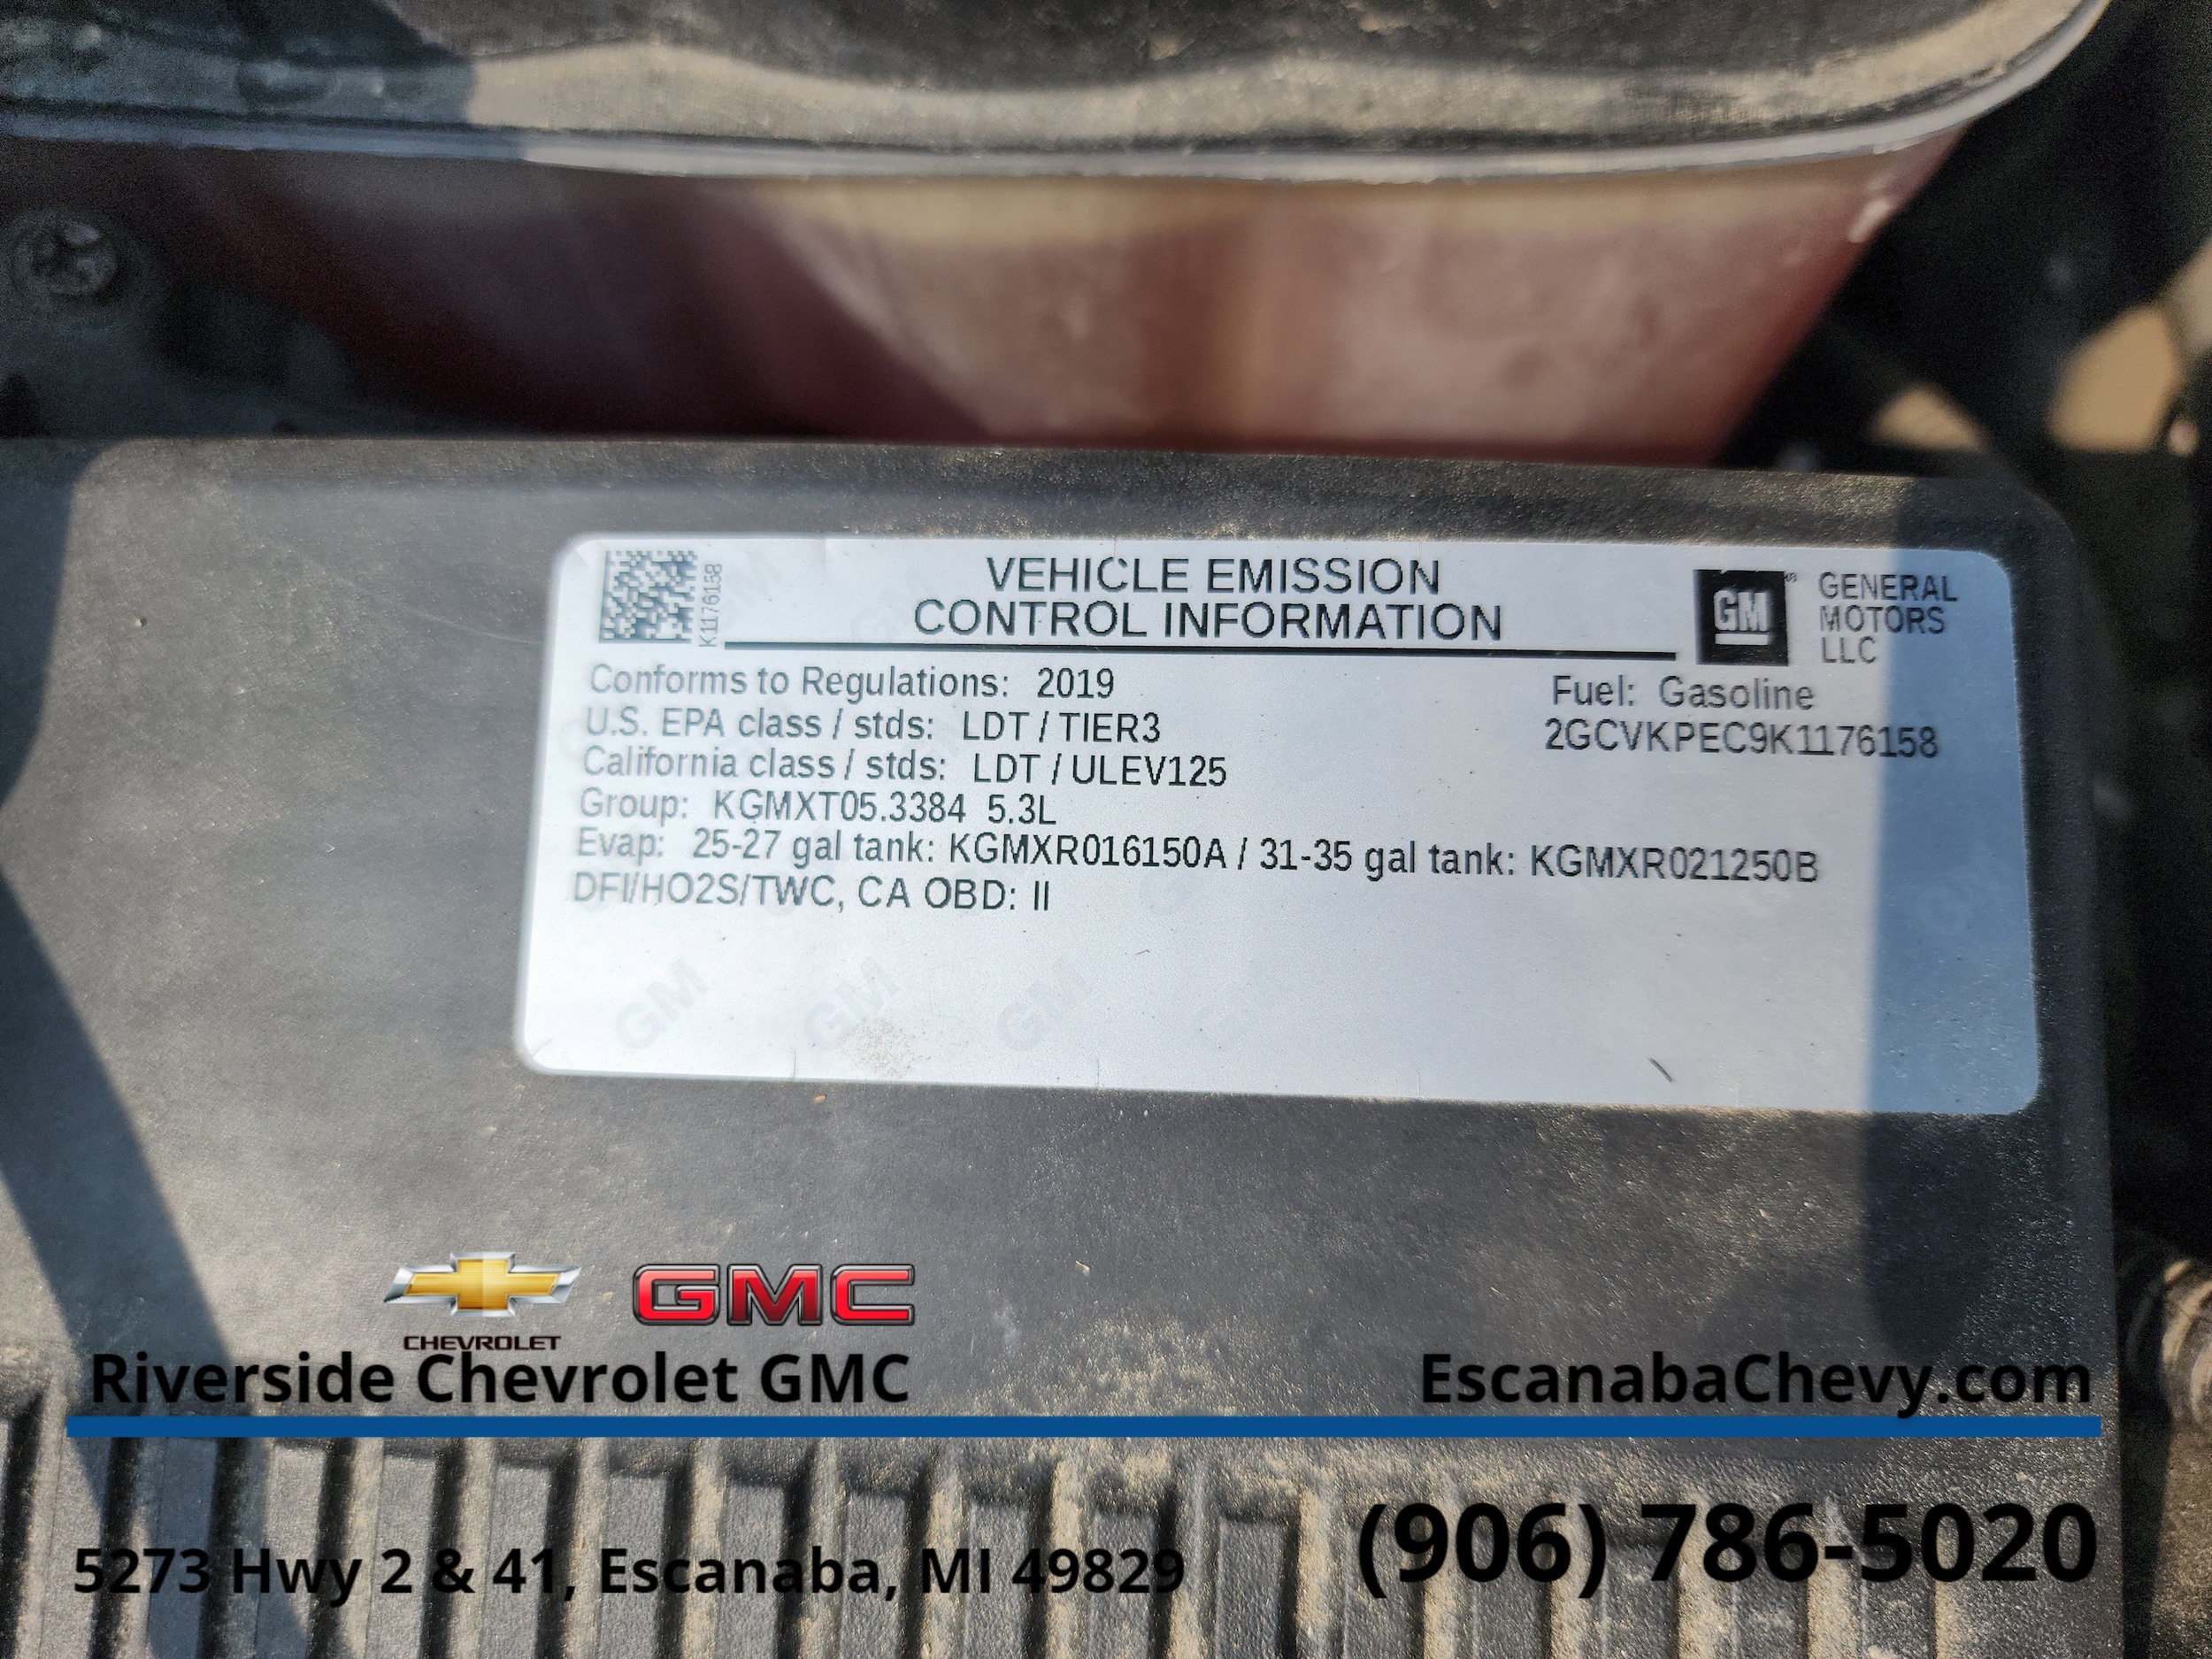 K1176158
VEHICLE EMISSION
CONTROL INFORMATION
GM
GENERAL
MOTORS
LLC
Conforms to Regulations: 2019
Fuel: Gasoline
U.S. EPA class / stds: LDT / TIER3
2GCVKPEC9K1176158
California class / stds: LDT / ULEV125
Group: KGMXT05.3384 5.3L
Evap: 25-27 gal tank: KGMXR016150A / 31-35 gal tank: KGMXR021250B
DFI/HO2S/TWC, CA OBD: II
GM GM GM
CHEVROLET
GMC
Riverside Chevrolet GMC
EscanabaChevy.com
5273 Hwy 2 & 41, Escanaba, MI 49829
(906) 786-5020